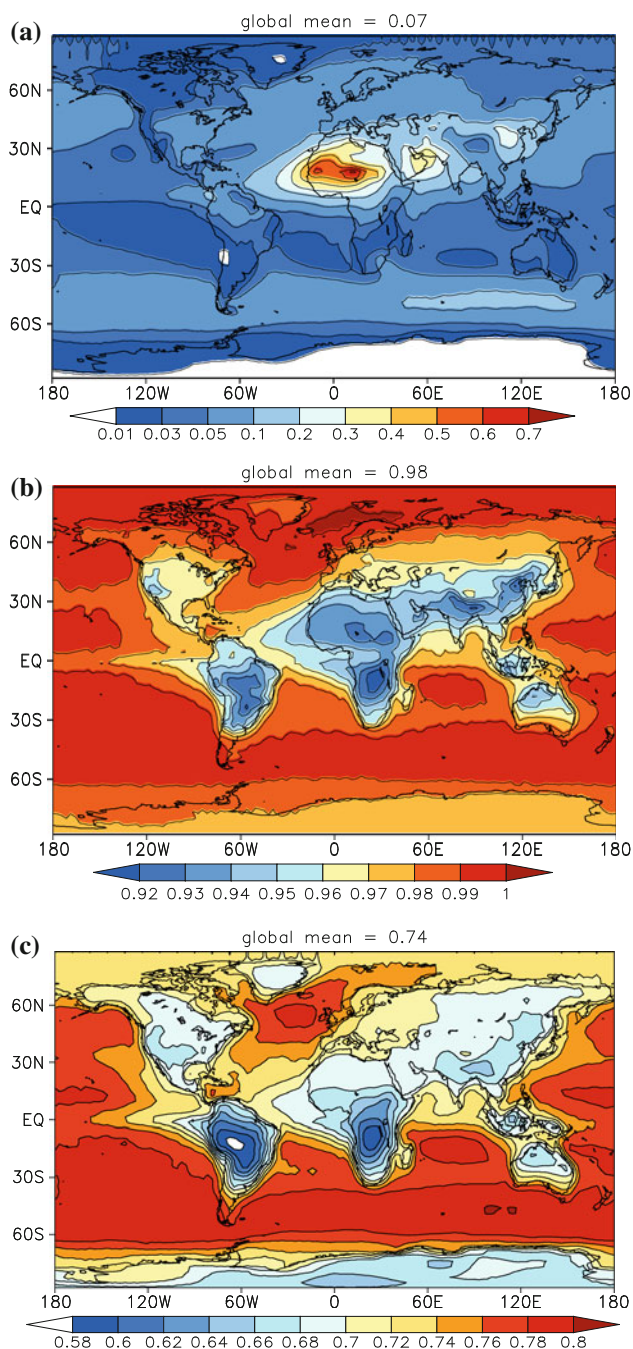 (a) global mean = 0.07
60N
30N
EQ
30S
60S
180 120W 60W 0 60E 120E 180
0.01 0.03 0.05 0.1 0.2 0.3 0.4 0.5 0.6 0.7
(b) global mean = 0.98
60N
30N
EQ
30S
60S
180 120W 60W 0 60E 120E 180
0.92 0.93 0.94 0.95 0.96 0.97 0.98 0.99 1
(c) global mean = 0.74
60N
30N
EQ
30S
60S
180 120W 60W 0 60E 120E 180
0.58 0.6 0.62 0.64 0.66 0.68 0.7 0.72 0.74 0.76 0.78 0.8